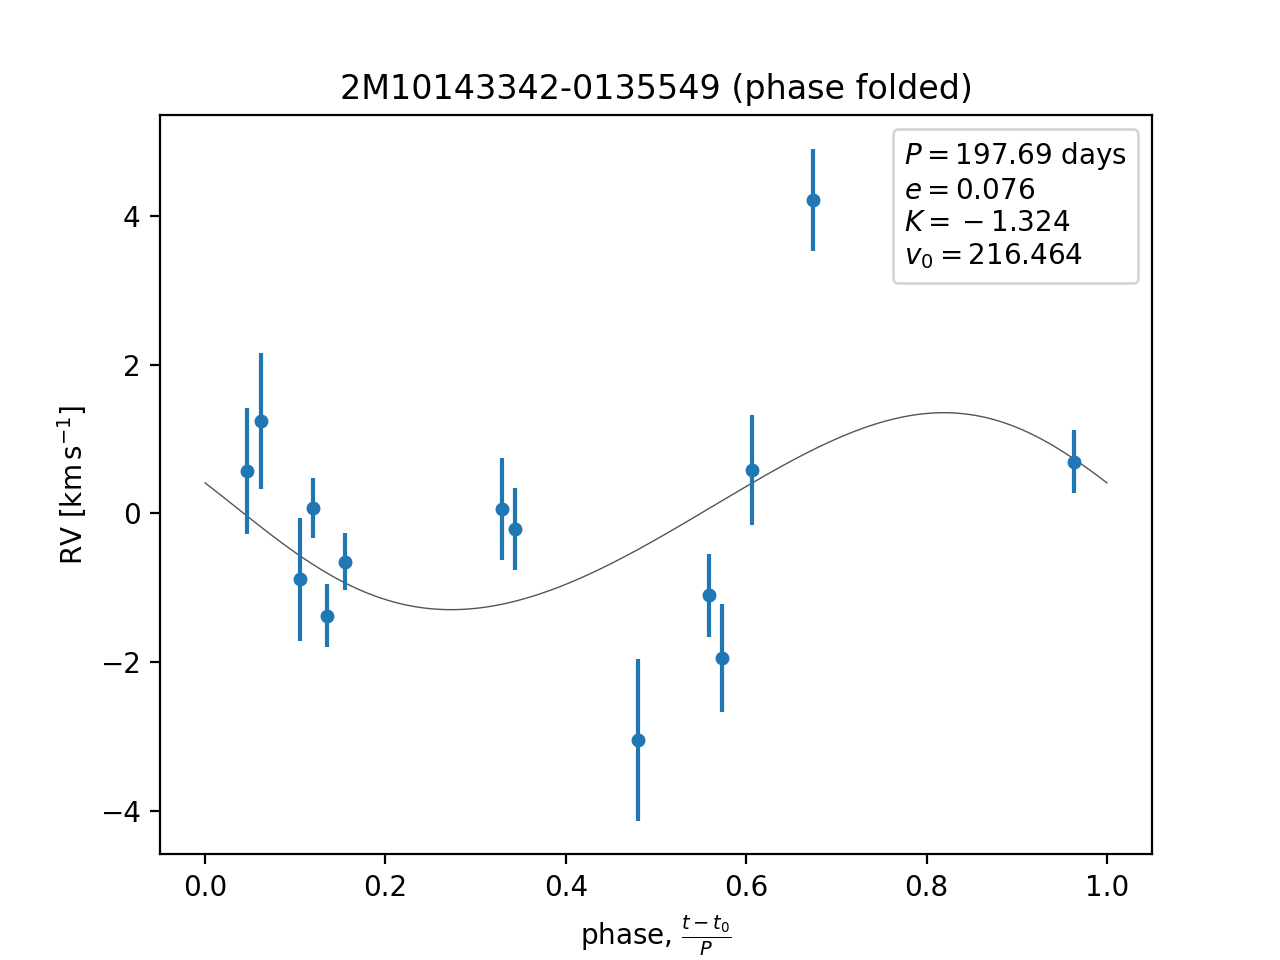 2M10143342-0135549 (phase folded)
P = 197.69 days
e = 0.076
K = − 1.324
v₀ = 216.464
RV [km s⁻¹]
4
2
0
−2
−4
0.0 0.2 0.4 0.6 0.8 1.0
phase, (t − t₀)/P